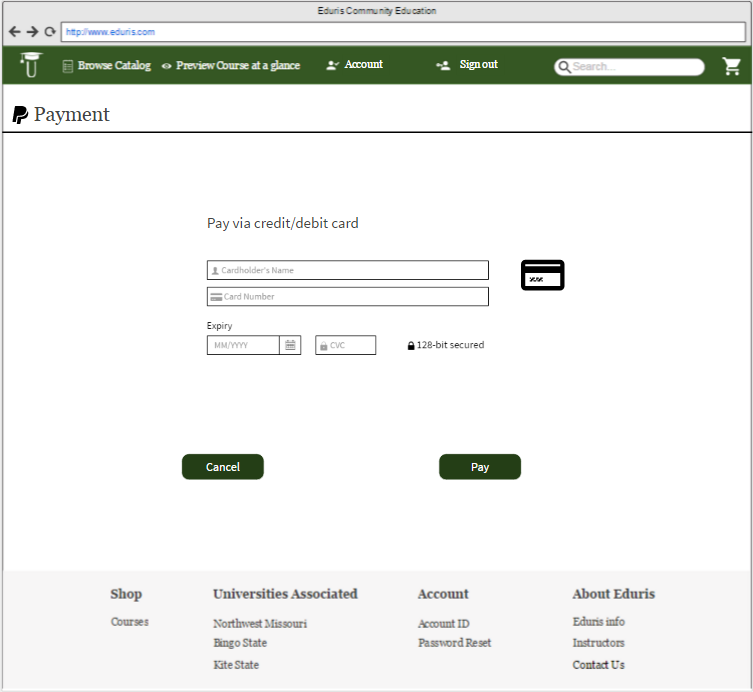 Eduris Community Education
http://www.eduris.com
Browse Catalog Preview Course at a glance Account Sign out Search...
Payment
Pay via credit/debit card
Cardholder's Name
Card Number
Expiry
MM/YYYY CVC 128-bit secured
Cancel Pay
Shop Universities Associated Account About Eduris
Courses Northwest Missouri Account ID Eduris info
Bingo State Password Reset Instructors
Kite State Contact Us